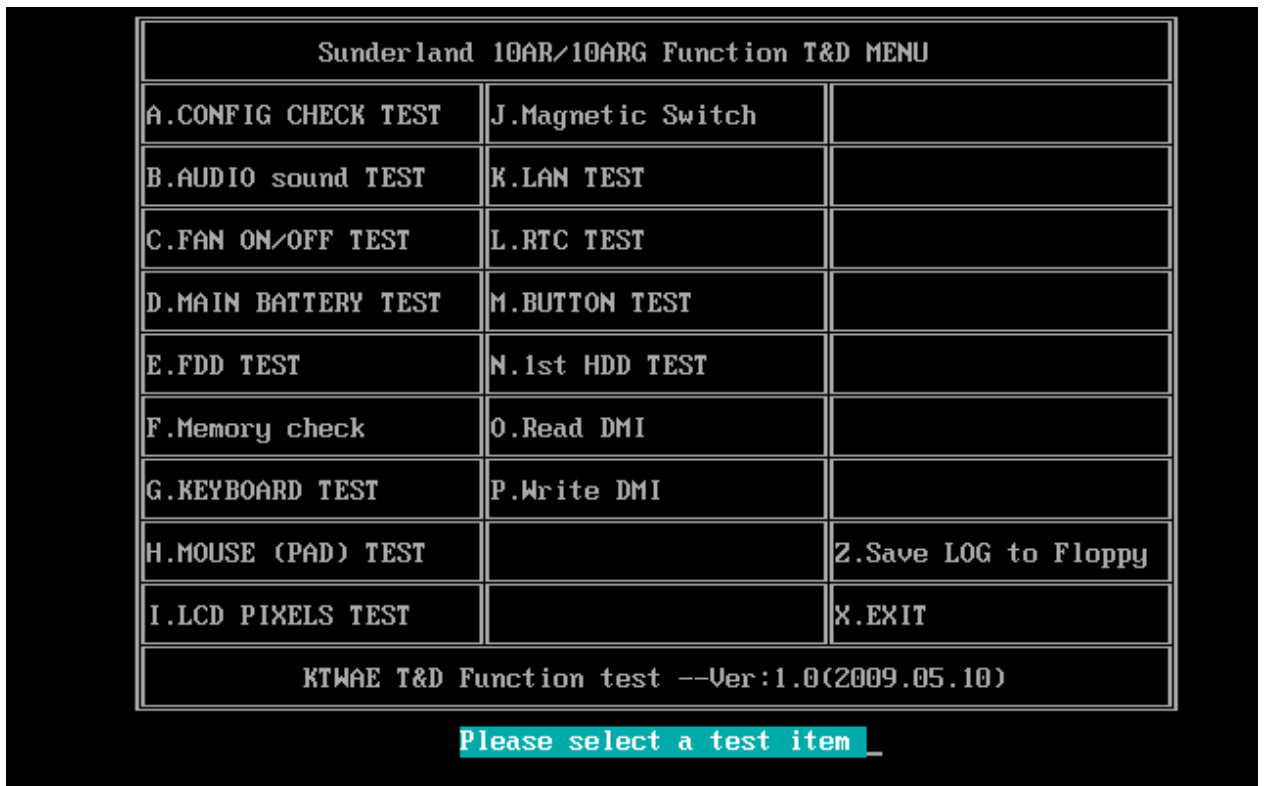 Sunderland 10AR/10ARG Function T&D MENU
A.CONFIG CHECK TEST J.Magnetic Switch
B.AUDIO sound TEST K.LAN TEST
C.FAN ON/OFF TEST L.RTC TEST
D.MAIN BATTERY TEST M.BUTTON TEST
E.FDD TEST N.1st HDD TEST
F.Memory check O.Read DMI
G.KEYBOARD TEST P.Write DMI
H.MOUSE (PAD) TEST Z.Save LOG to Floppy
I.LCD PIXELS TEST X.EXIT
KTWAE T&D Function test --Ver:1.0(2009.05.10)
Please select a test item _